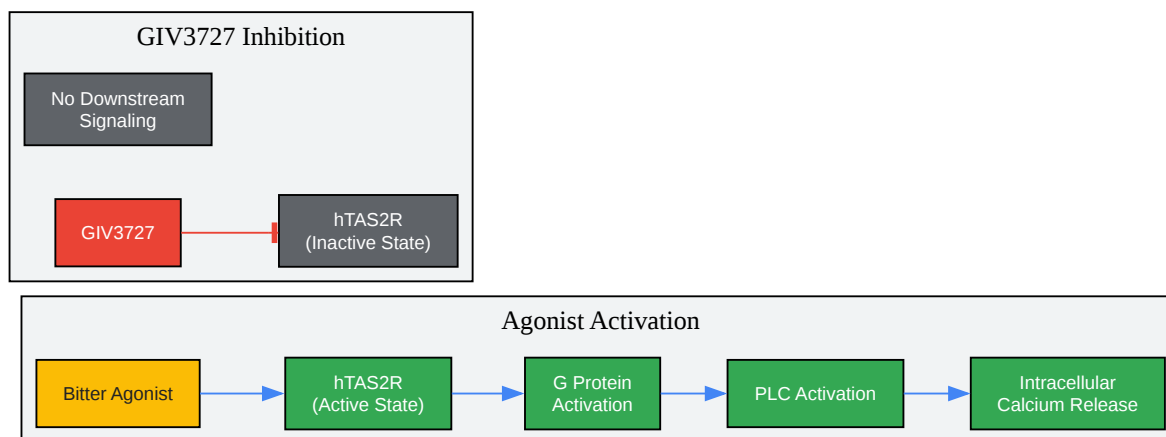 GIV3727 Inhibition
No Downstream
Signaling
GIV3727
hTAS2R
(Inactive State)
Agonist Activation
Bitter Agonist
hTAS2R
(Active State)
G Protein
Activation
PLC Activation
Intracellular
Calcium Release